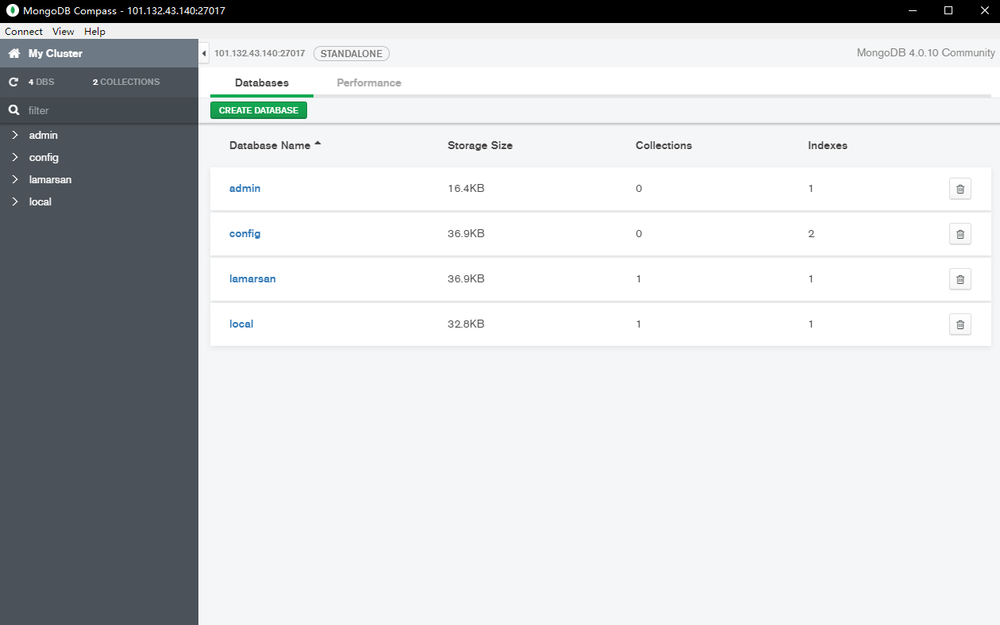 MongoDB Compass - 101.132.43.140:27017
Connect View Help
My Cluster
101.132.43.140:27017 STANDALONE MongoDB 4.0.10 Community
4 DBS 2 COLLECTIONS
Databases Performance
filter
CREATE DATABASE
admin
config
lamarsan
local
Database Name Storage Size Collections Indexes
admin 16.4KB 0 1
config 36.9KB 0 2
lamarsan 36.9KB 1 1
local 32.8KB 1 1